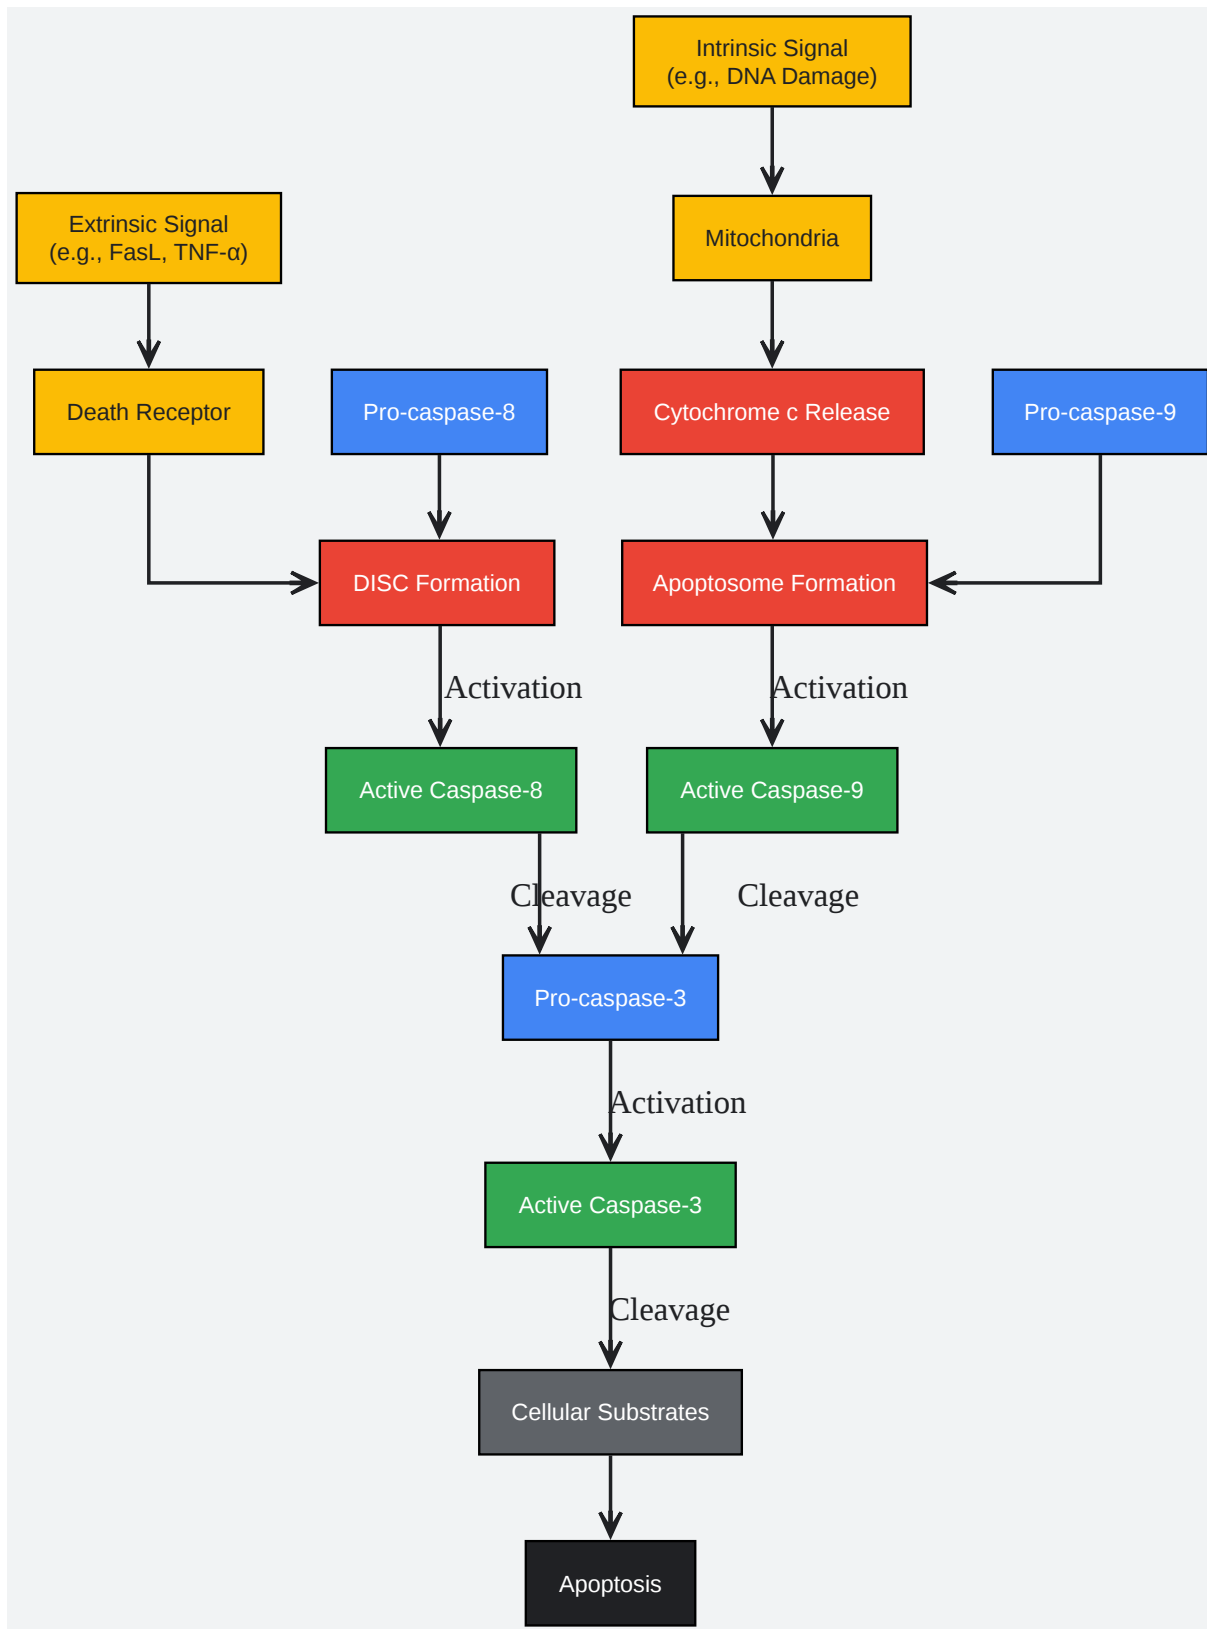 Intrinsic Signal
(e.g., DNA Damage)
Extrinsic Signal
(e.g., FasL, TNF-α)
Mitochondria
Death Receptor
Pro-caspase-8
Cytochrome c Release
Pro-caspase-9
DISC Formation
Apoptosome Formation
Activation
Activation
Active Caspase-8
Active Caspase-9
Cleavage
Cleavage
Pro-caspase-3
Activation
Active Caspase-3
Cleavage
Cellular Substrates
Apoptosis